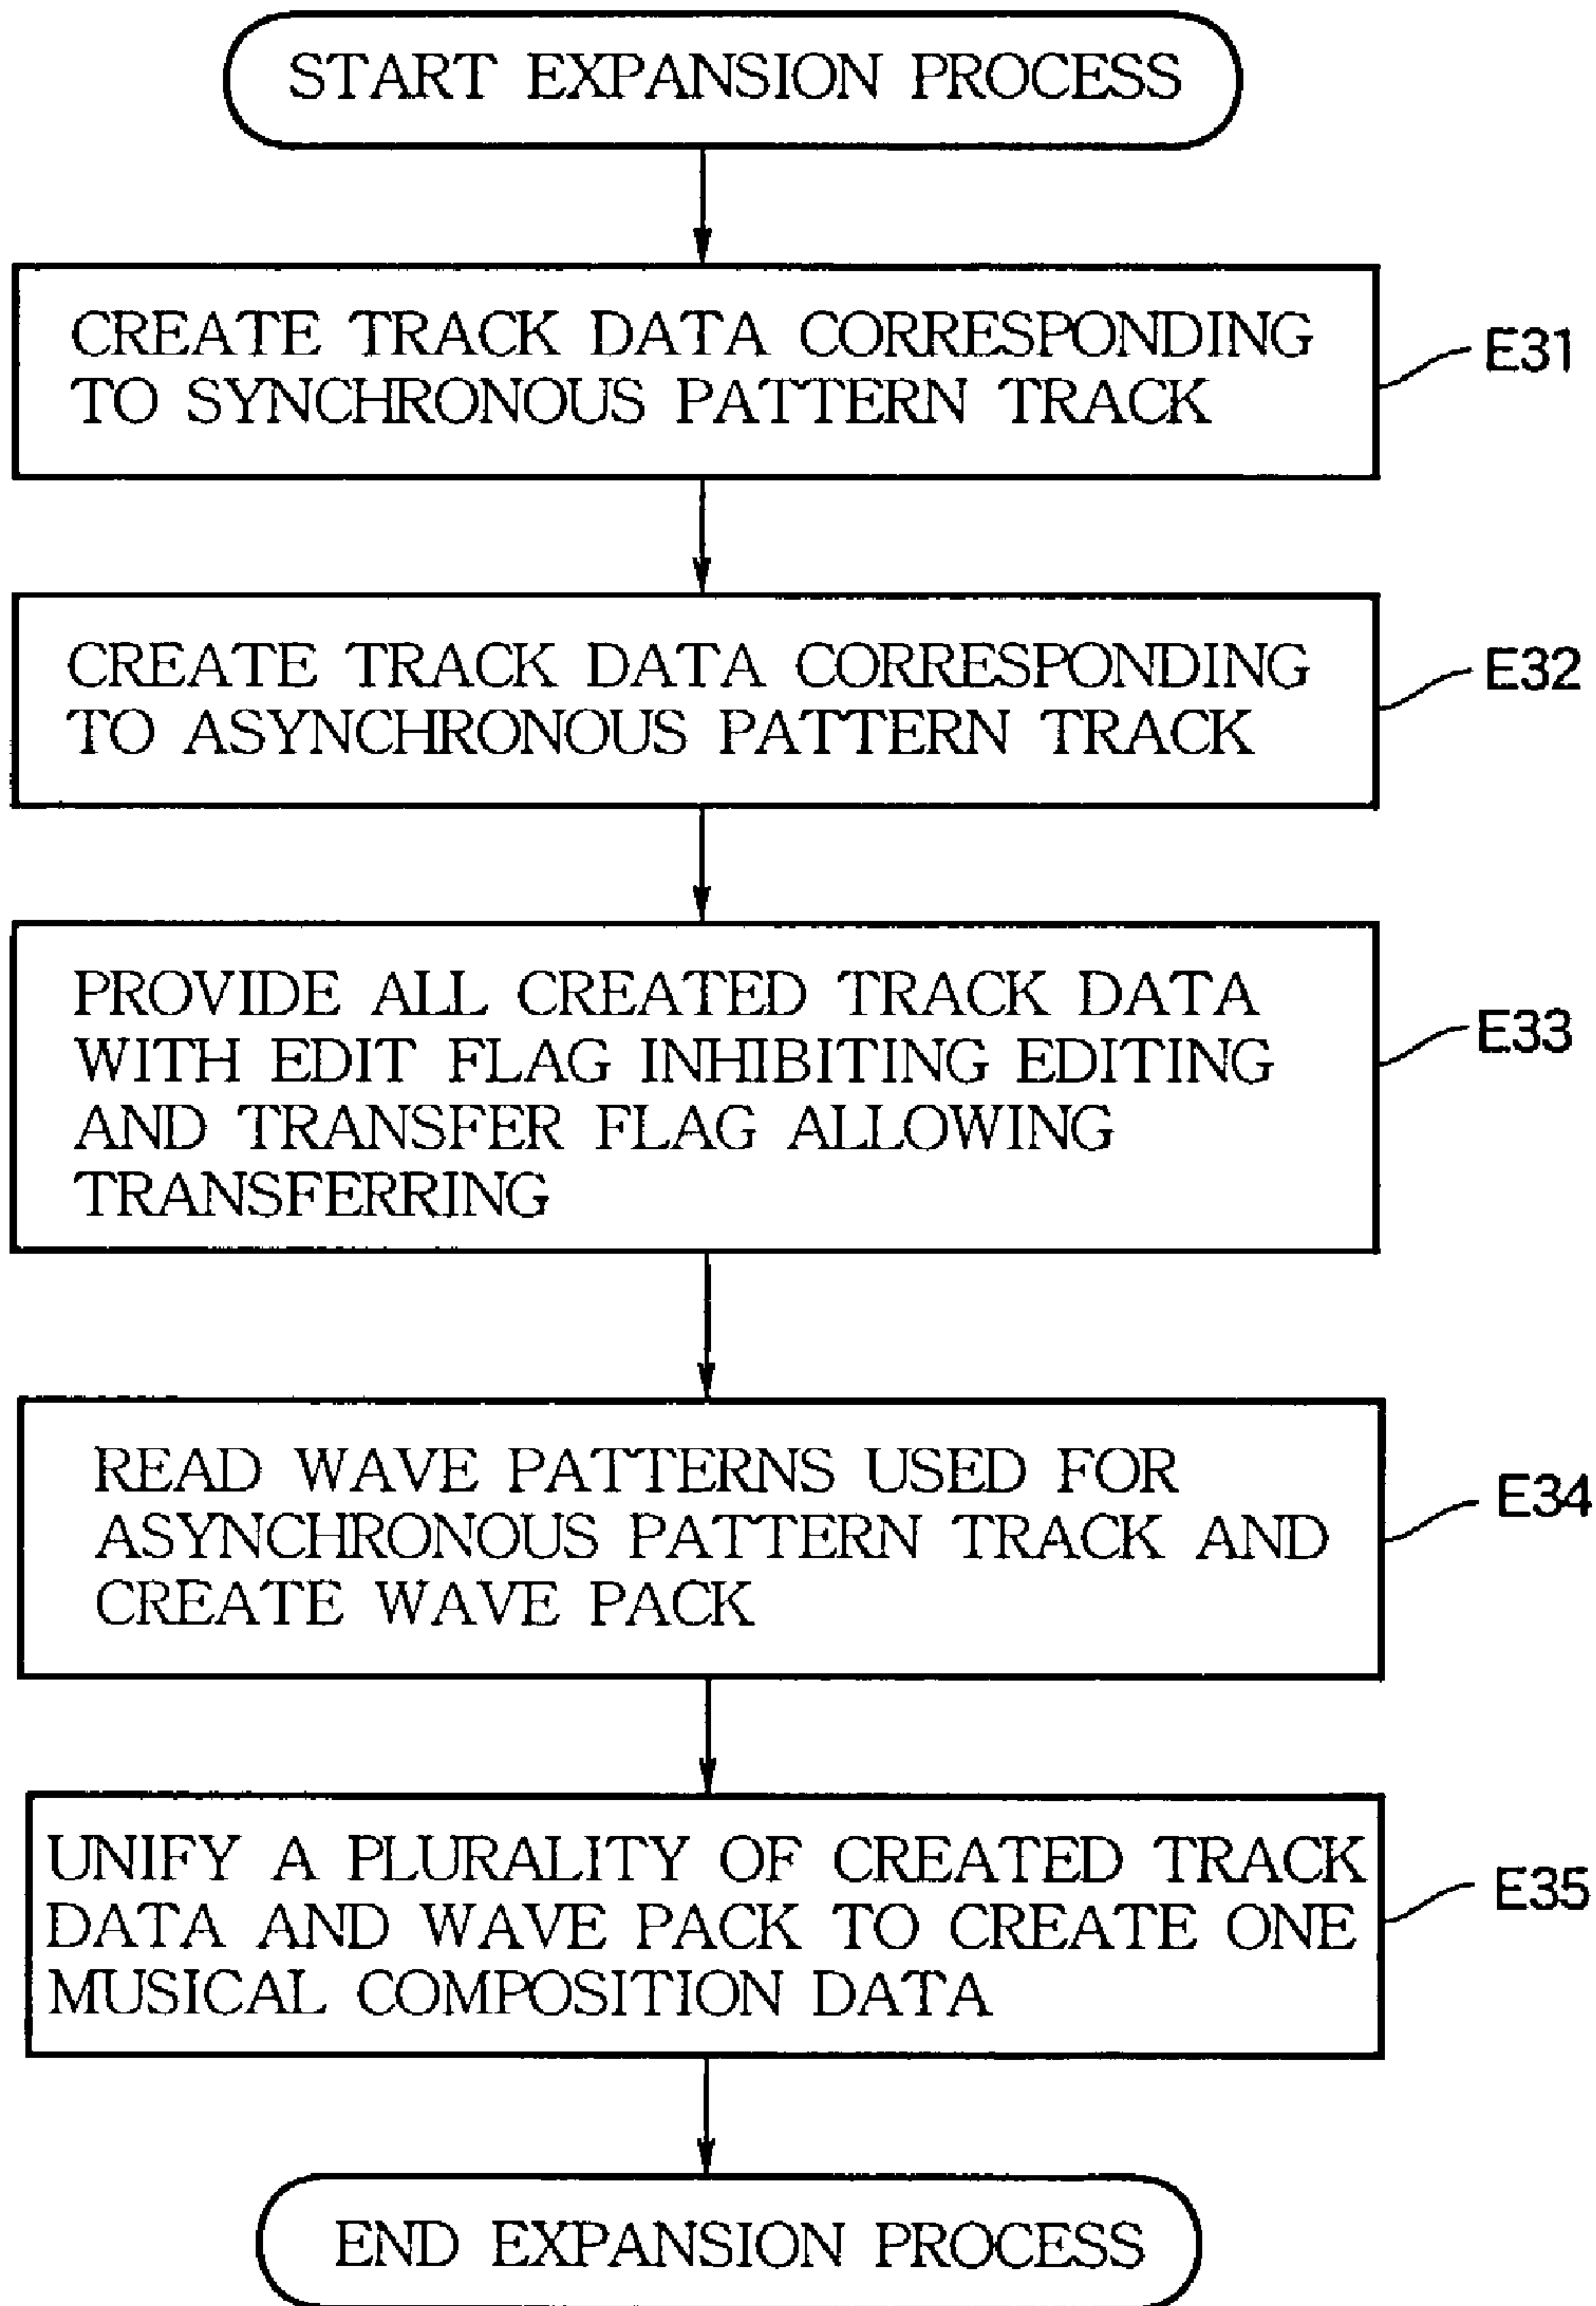 START EXPANSION PROCESS
CREATE TRACK DATA CORRESPONDING
TO SYNCHRONOUS PATTERN TRACK
E31
CREATE TRACK DATA CORRESPONDING
TO ASYNCHRONOUS PATTERN TRACK
E32
PROVIDE ALL CREATED TRACK DATA
WITH EDIT FLAG INHIBITING EDITING
AND TRANSFER FLAG ALLOWING
TRANSFERRING
E33
READ WAVE PATTERNS USED FOR
ASYNCHRONOUS PATTERN TRACK AND
CREATE WAVE PACK
E34
UNIFY A PLURALITY OF CREATED TRACK
DATA AND WAVE PACK TO CREATE ONE
MUSICAL COMPOSITION DATA
E35
END EXPANSION PROCESS